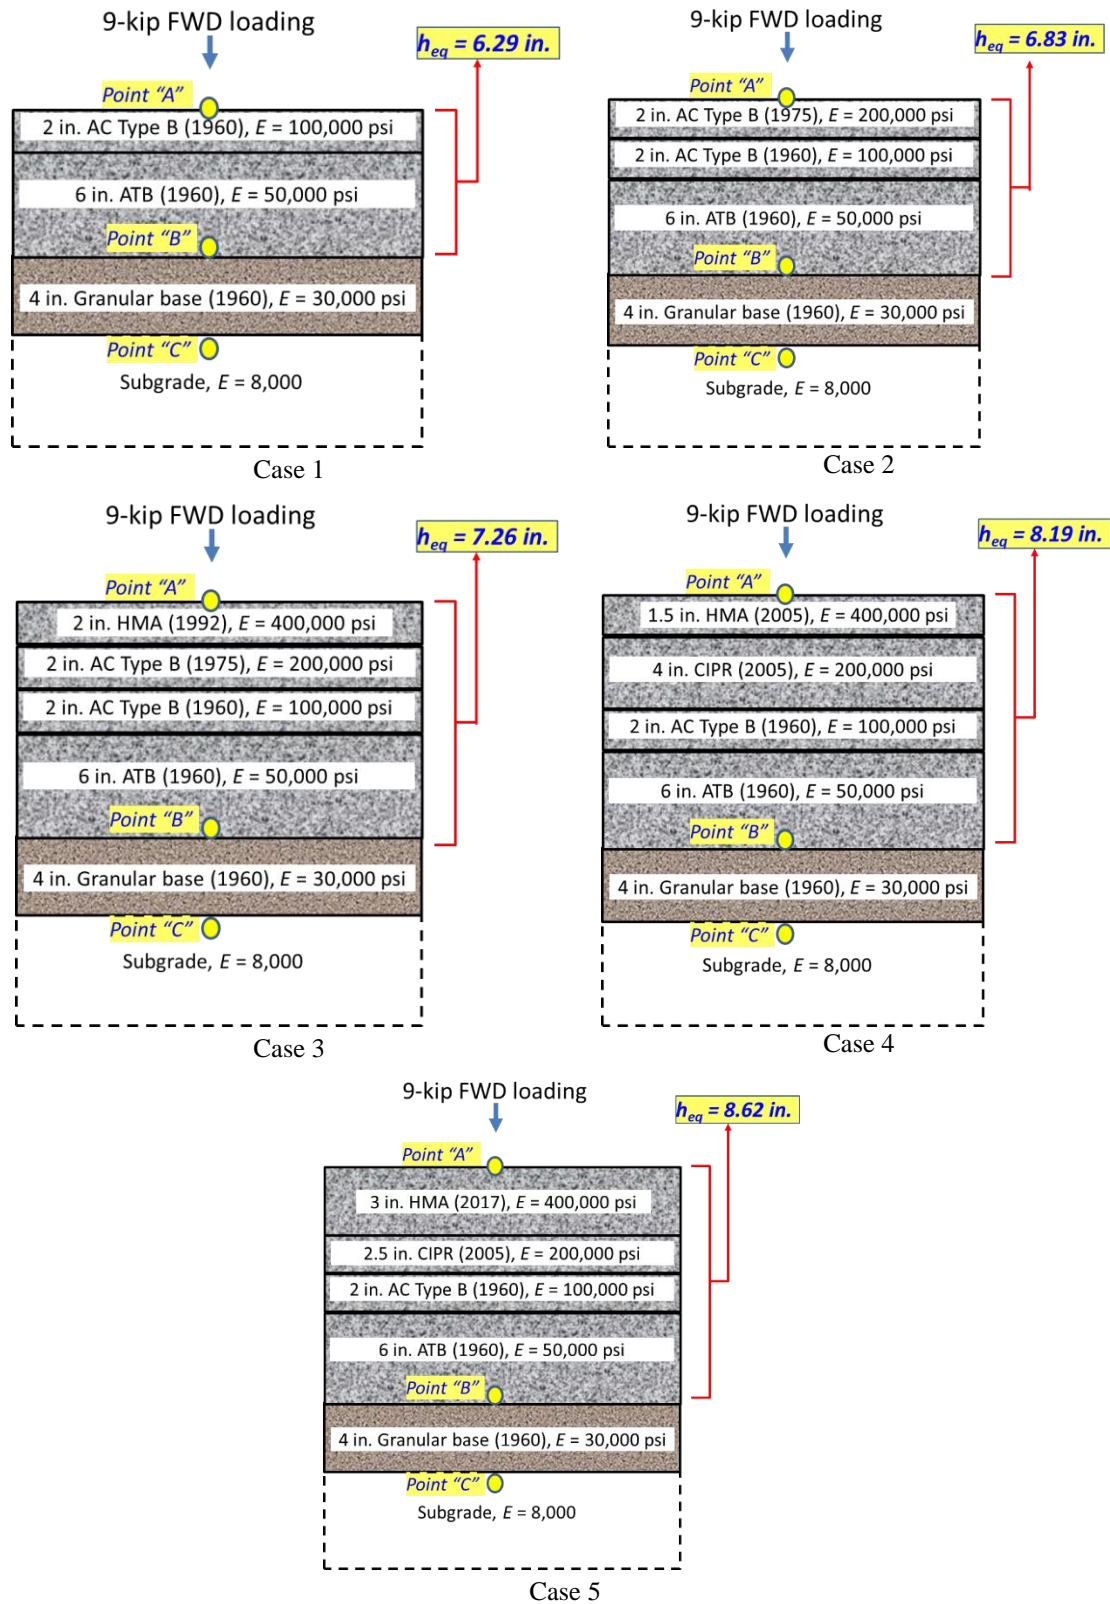 9-kip FWD loading
h_eq = 6.29 in.
Point “A”
2 in. AC Type B (1960), E = 100,000 psi
6 in. ATB (1960), E = 50,000 psi
Point “B”
4 in. Granular base (1960), E = 30,000 psi
Point “C”
Subgrade, E = 8,000
Case 1
9-kip FWD loading
h_eq = 6.83 in.
Point “A”
2 in. AC Type B (1975), E = 200,000 psi
2 in. AC Type B (1960), E = 100,000 psi
6 in. ATB (1960), E = 50,000 psi
Point “B”
4 in. Granular base (1960), E = 30,000 psi
Point “C”
Subgrade, E = 8,000
Case 2
9-kip FWD loading
h_eq = 7.26 in.
Point “A”
2 in. HMA (1992), E = 400,000 psi
2 in. AC Type B (1975), E = 200,000 psi
2 in. AC Type B (1960), E = 100,000 psi
6 in. ATB (1960), E = 50,000 psi
Point “B”
4 in. Granular base (1960), E = 30,000 psi
Point “C”
Subgrade, E = 8,000
Case 3
9-kip FWD loading
h_eq = 8.19 in.
Point “A”
1.5 in. HMA (2005), E = 400,000 psi
4 in. CIPR (2005), E = 200,000 psi
2 in. AC Type B (1960), E = 100,000 psi
6 in. ATB (1960), E = 50,000 psi
Point “B”
4 in. Granular base (1960), E = 30,000 psi
Point “C”
Subgrade, E = 8,000
Case 4
9-kip FWD loading
h_eq = 8.62 in.
Point “A”
3 in. HMA (2017), E = 400,000 psi
2.5 in. CIPR (2005), E = 200,000 psi
2 in. AC Type B (1960), E = 100,000 psi
6 in. ATB (1960), E = 50,000 psi
Point “B”
4 in. Granular base (1960), E = 30,000 psi
Point “C”
Subgrade, E = 8,000
Case 5